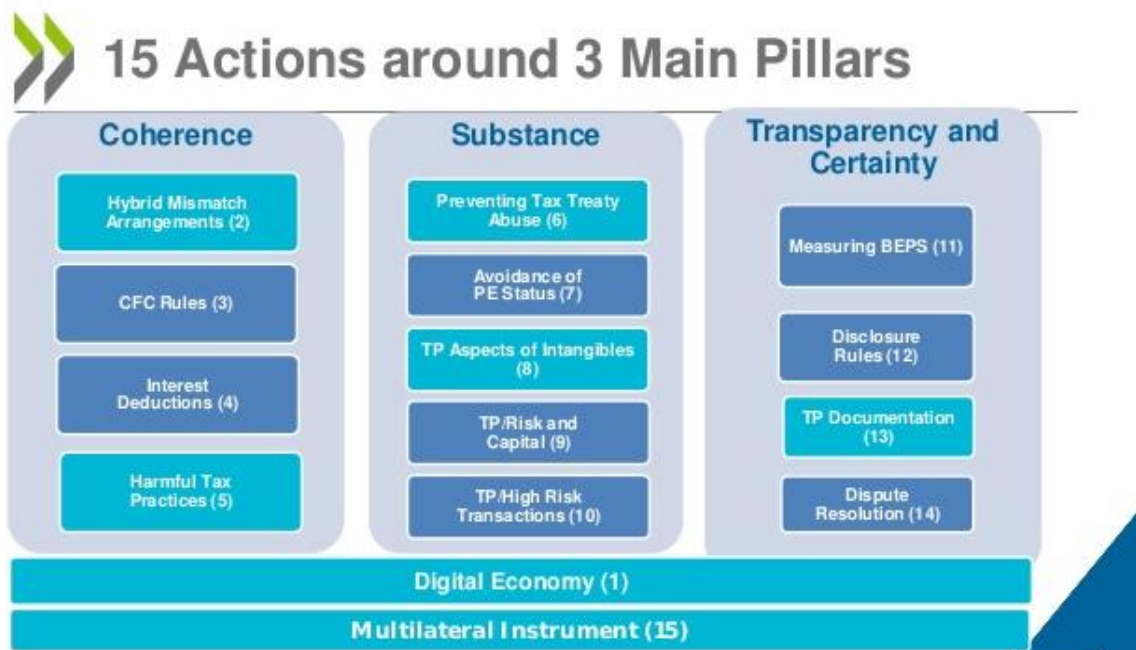 15 Actions around 3 Main Pillars
Coherence
Hybrid Mismatch
Arrangements (2)
CFC Rules (3)
Interest
Deductions (4)
Harmful Tax
Practices (5)
Substance
Preventing Tax Treaty
Abuse (6)
Avoidance of
PE Status (7)
TP Aspects of Intangibles
(8)
TP/Risk and
Capital (9)
TP/High Risk
Transactions (10)
Transparency and
Certainty
Measuring BEPS (11)
Disclosure
Rules (12)
TP Documentation
(13)
Dispute
Resolution (14)
Digital Economy (1)
Multilateral Instrument (15)